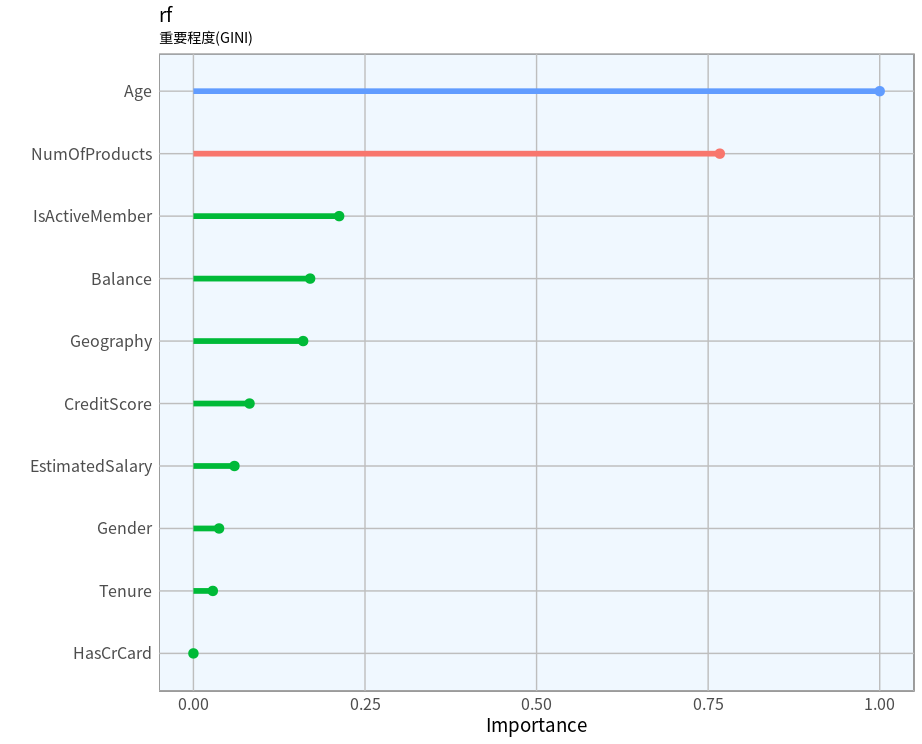 rf
重要程度(GINI)
Age
NumOfProducts
IsActiveMember
Balance
Geography
CreditScore
EstimatedSalary
Gender
Tenure
HasCrCard
0.00 0.25 0.50 0.75 1.00
Importance